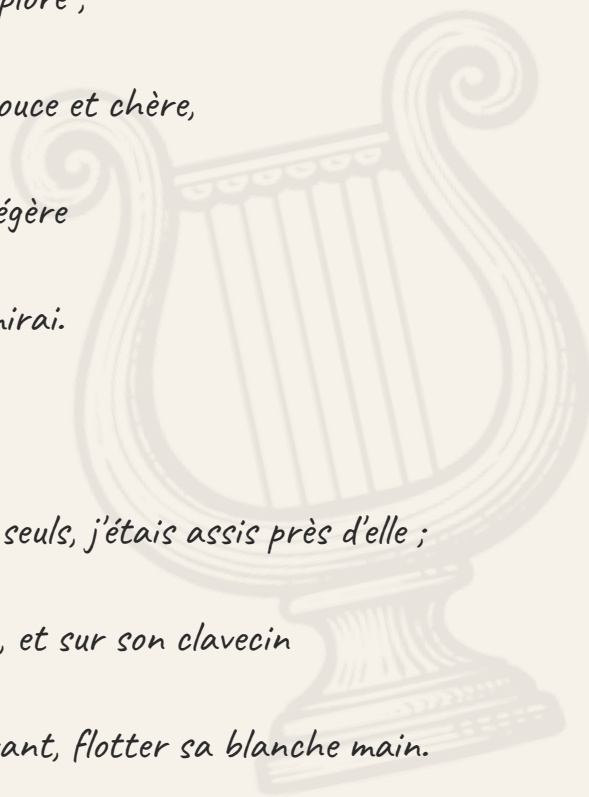 plore ,
ouce et chère,
égère
nirai.
seuls, j'étais assis près d'elle ;
, et sur son clavecin
ant, flotter sa blanche main.